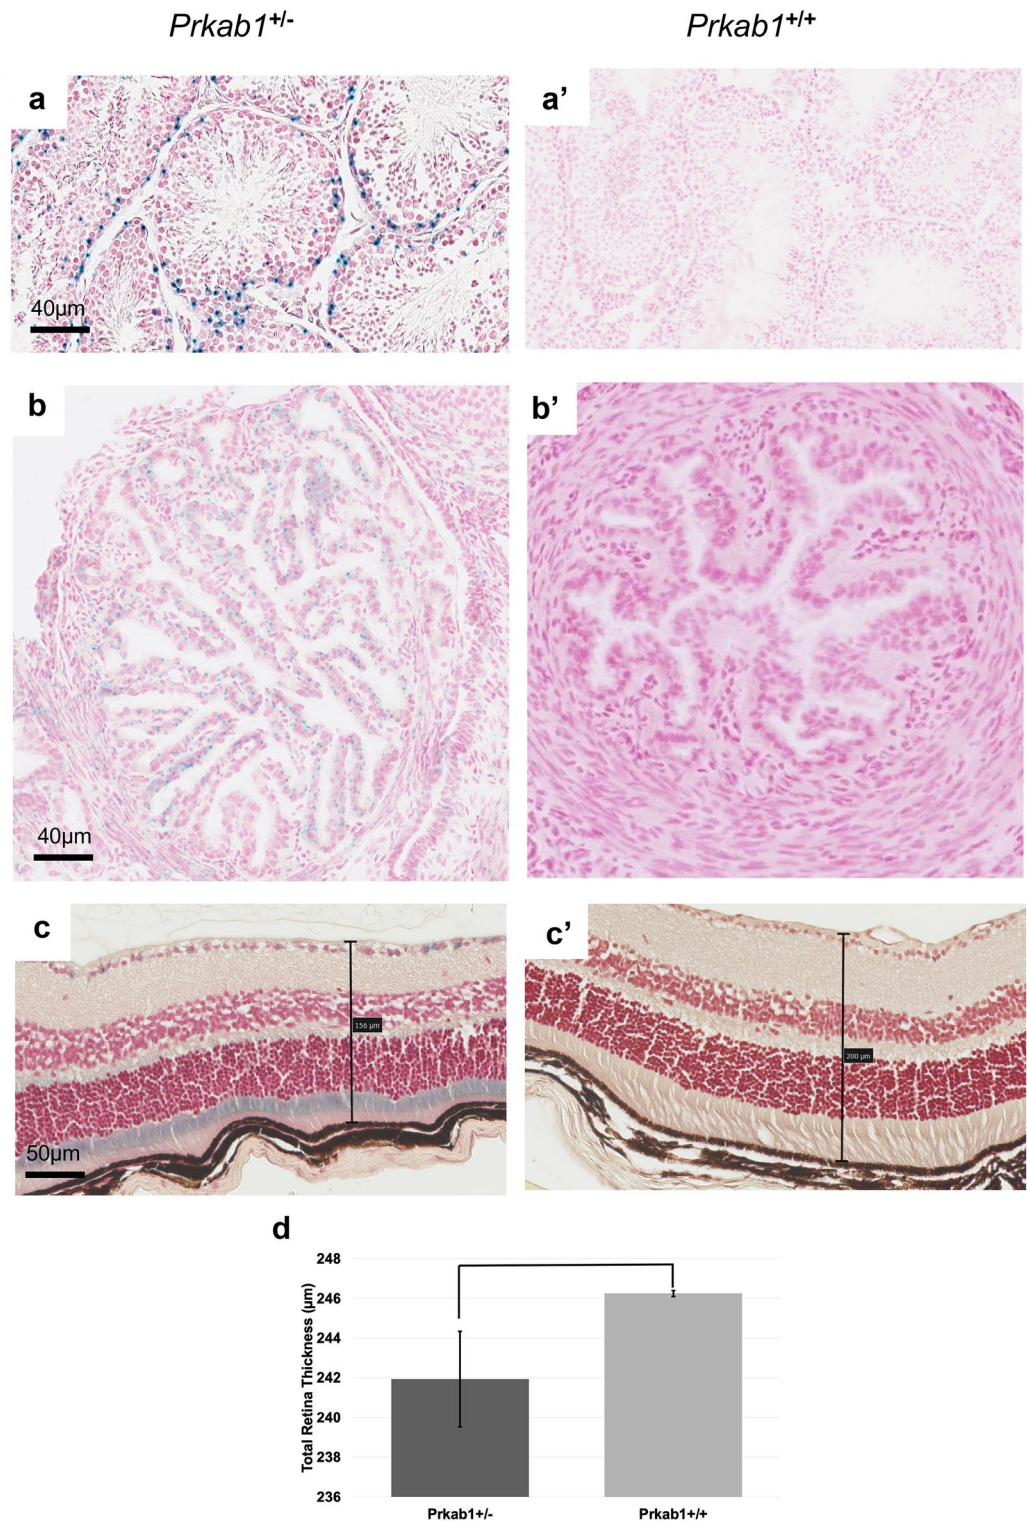 Prkab1+/-
Prkab1+/+
a
a’
40µm
b
b’
40µm
c
c’
156 µm
200 µm
50µm
d
248
246
244
242
240
238
236
Total Retina Thickness (µm)
Prkab1+/-
Prkab1+/+